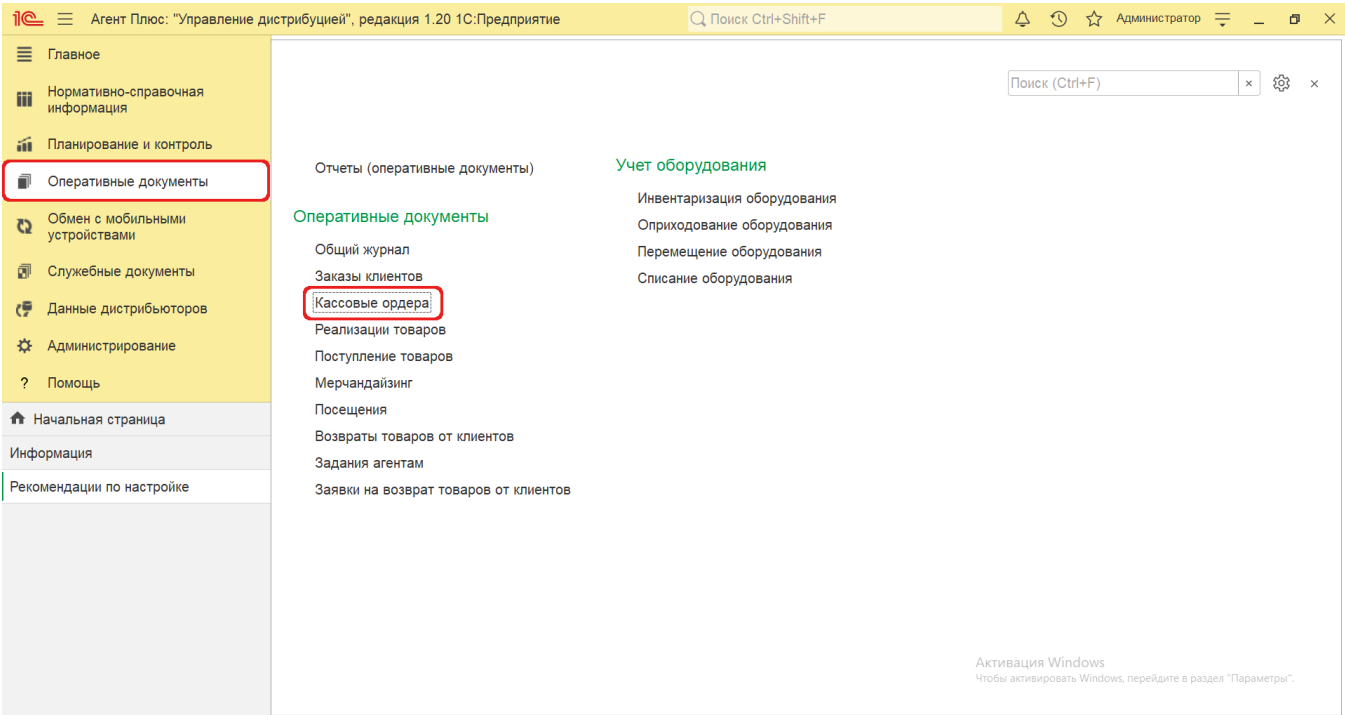 1С Агент Плюс: "Управление дистрибуцией", редакция 1.20 1С:Предприятие
Поиск Ctrl+Shift+F
Администратор
Главное
Нормативно-справочная
информация
Планирование и контроль
Оперативные документы
Обмен с мобильными
устройствами
Служебные документы
Данные дистрибьюторов
Администрирование
? Помощь
Начальная страница
Информация
Рекомендации по настройке
Поиск (Ctrl+F)
Отчеты (оперативные документы)
Оперативные документы
Общий журнал
Заказы клиентов
Кассовые ордера
Реализации товаров
Поступление товаров
Мерчандайзинг
Посещения
Возвраты товаров от клиентов
Задания агентам
Заявки на возврат товаров от клиентов
Учет оборудования
Инвентаризация оборудования
Оприходование оборудования
Перемещение оборудования
Списание оборудования
Активация Windows
Чтобы активировать Windows, перейдите в раздел "Параметры".